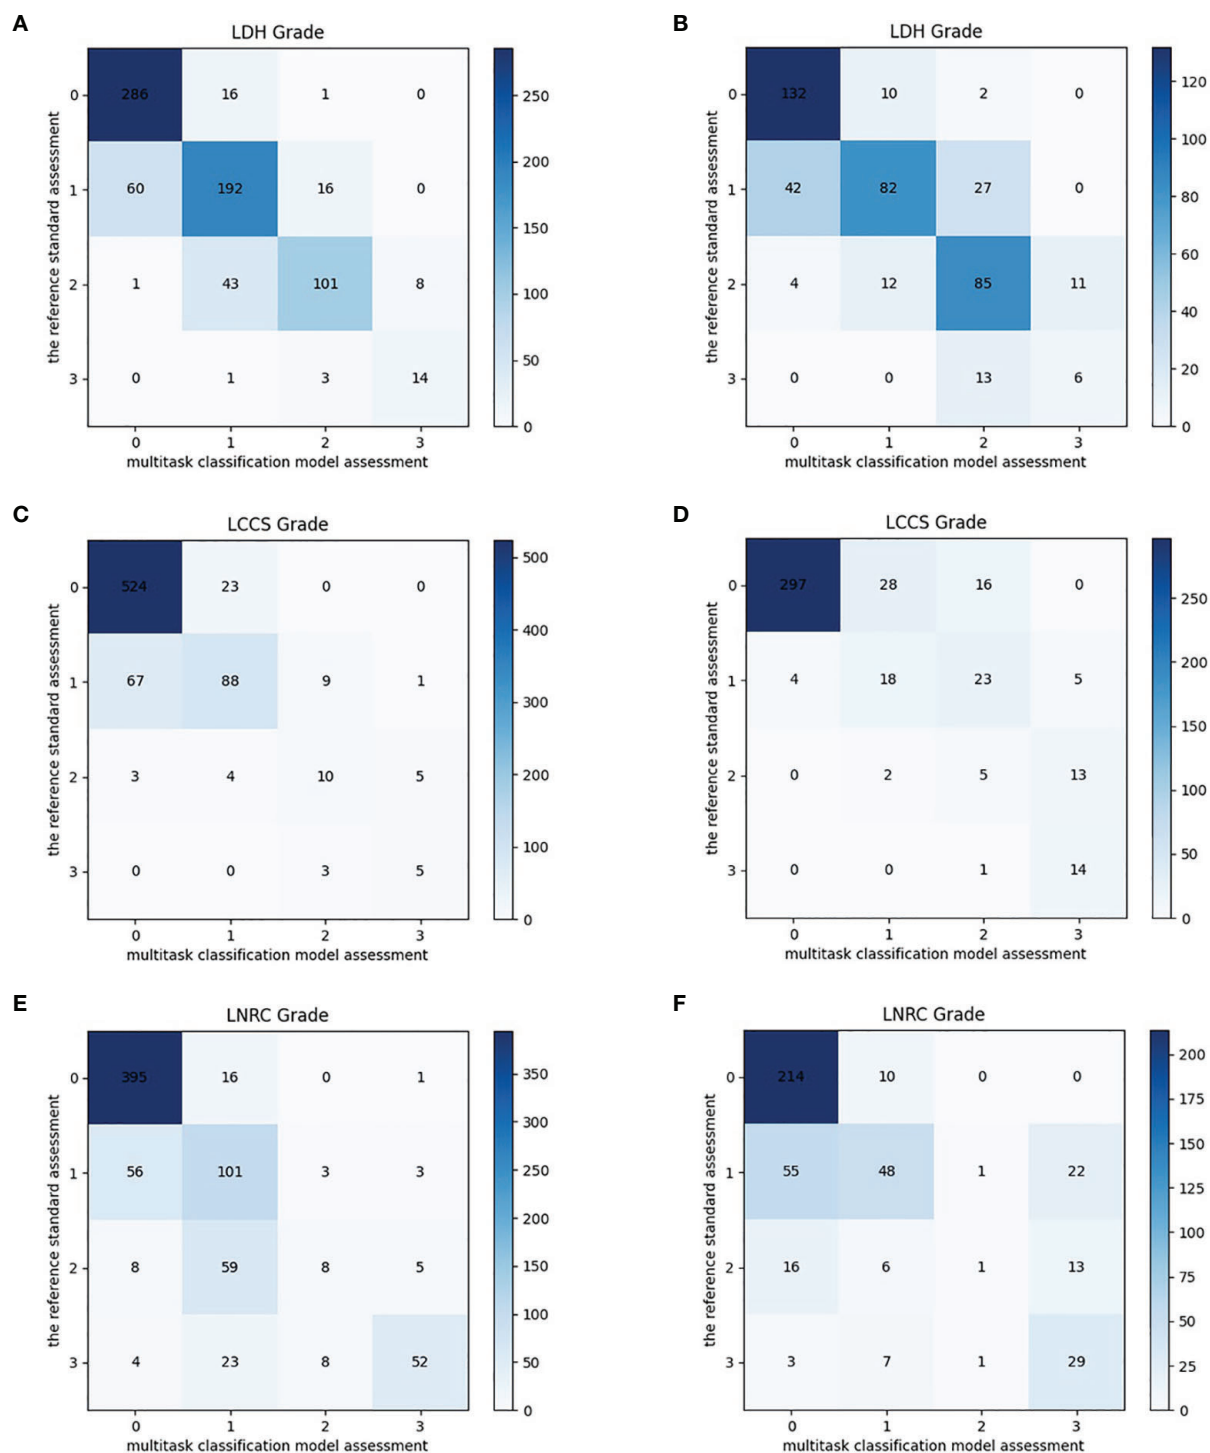 A
LDH Grade
0 286 16 1 0
1 60 192 16 0
2 1 43 101 8
3 0 1 3 14
0 1 2 3
multitask classification model assessment
the reference standard assessment
250
200
150
100
50
0
B
LDH Grade
0 132 10 2 0
1 42 82 27 0
2 4 12 85 11
3 0 0 13 6
0 1 2 3
multitask classification model assessment
the reference standard assessment
120
100
80
60
40
20
0
C
LCCS Grade
0 524 23 0 0
1 67 88 9 1
2 3 4 10 5
3 0 0 3 5
0 1 2 3
multitask classification model assessment
the reference standard assessment
500
400
300
200
100
0
D
LCCS Grade
0 297 28 16 0
1 4 18 23 5
2 0 2 5 13
3 0 0 1 14
0 1 2 3
multitask classification model assessment
the reference standard assessment
250
200
150
100
50
0
E
LNRC Grade
0 395 16 0 1
1 56 101 3 3
2 8 59 8 5
3 4 23 8 52
0 1 2 3
multitask classification model assessment
the reference standard assessment
350
300
250
200
150
100
50
0
F
LNRC Grade
0 214 10 0 0
1 55 48 1 22
2 16 6 1 13
3 3 7 1 29
0 1 2 3
multitask classification model assessment
the reference standard assessment
200
175
150
125
100
75
50
25
0